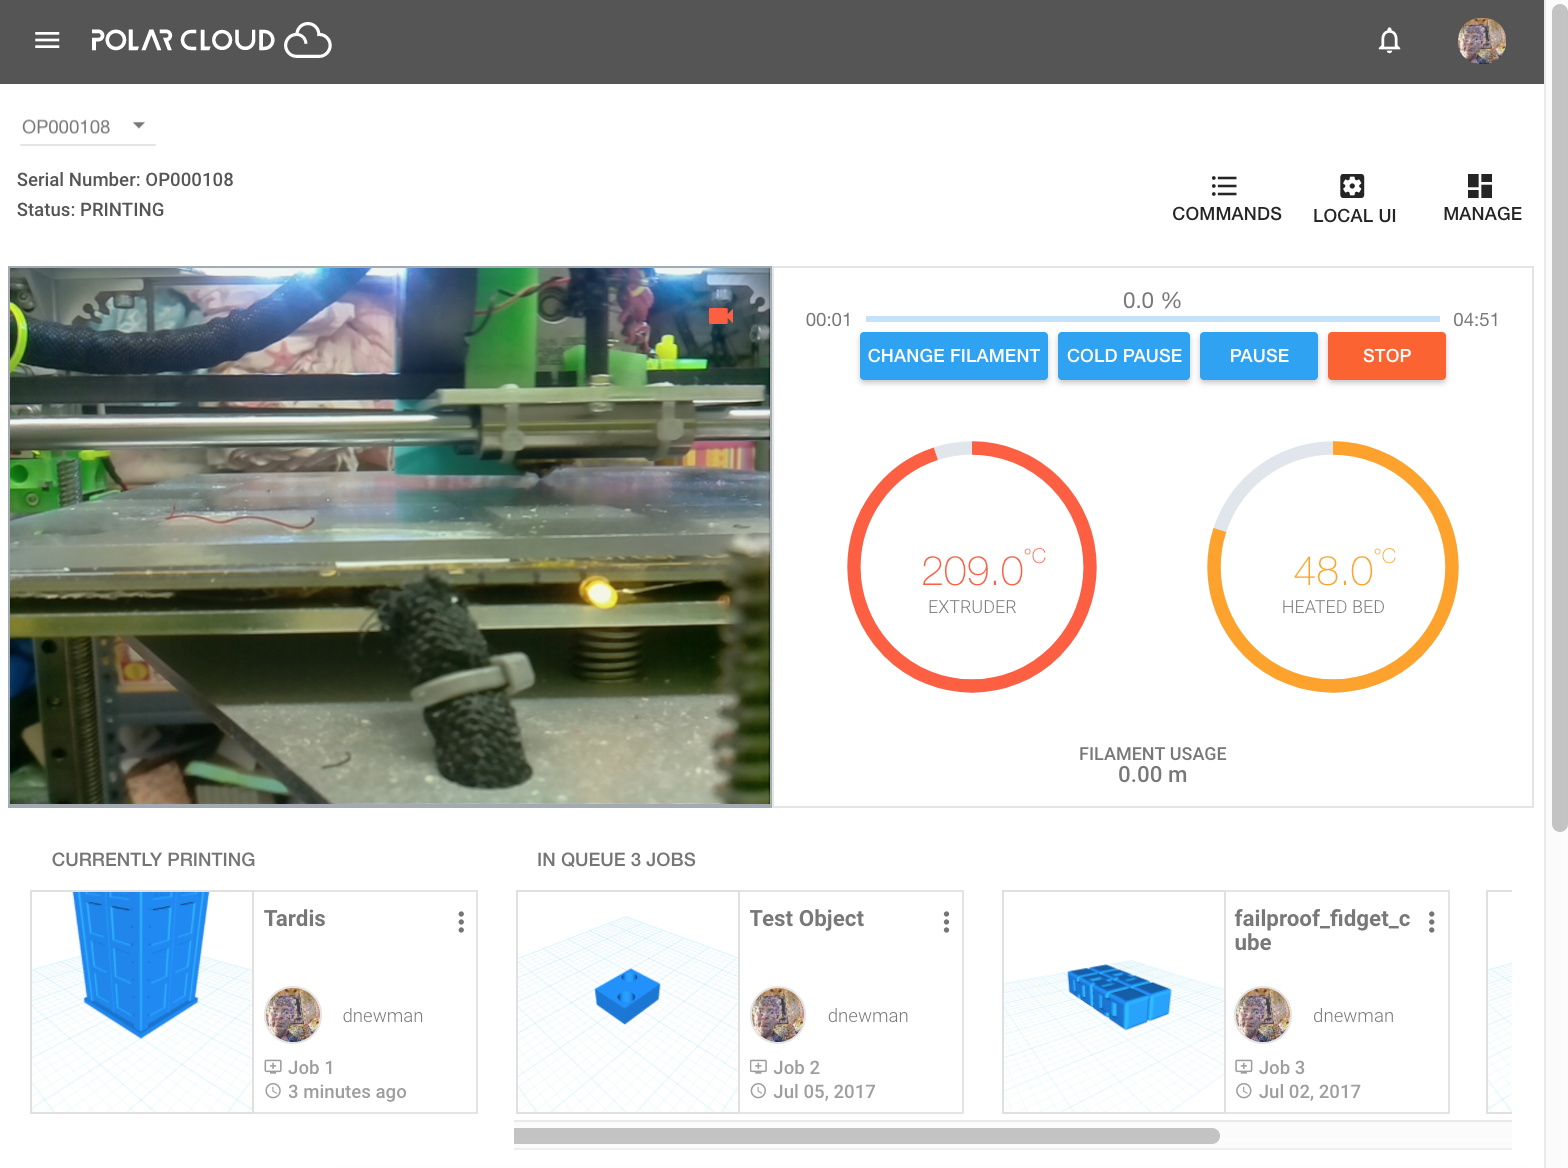 POLAR CLOUD
OP000108
Serial Number: OP000108
Status: PRINTING
COMMANDS
LOCAL UI
MANAGE
0.0 %
00:01
04:51
CHANGE FILAMENT
COLD PAUSE
PAUSE
STOP
209.0°C
EXTRUDER
48.0°C
HEATED BED
FILAMENT USAGE
0.00 m
CURRENTLY PRINTING
IN QUEUE 3 JOBS
Tardis
dnewman
Job 1
3 minutes ago
Test Object
dnewman
Job 2
Jul 05, 2017
failproof_fidget_c
ube
dnewman
Job 3
Jul 02, 2017